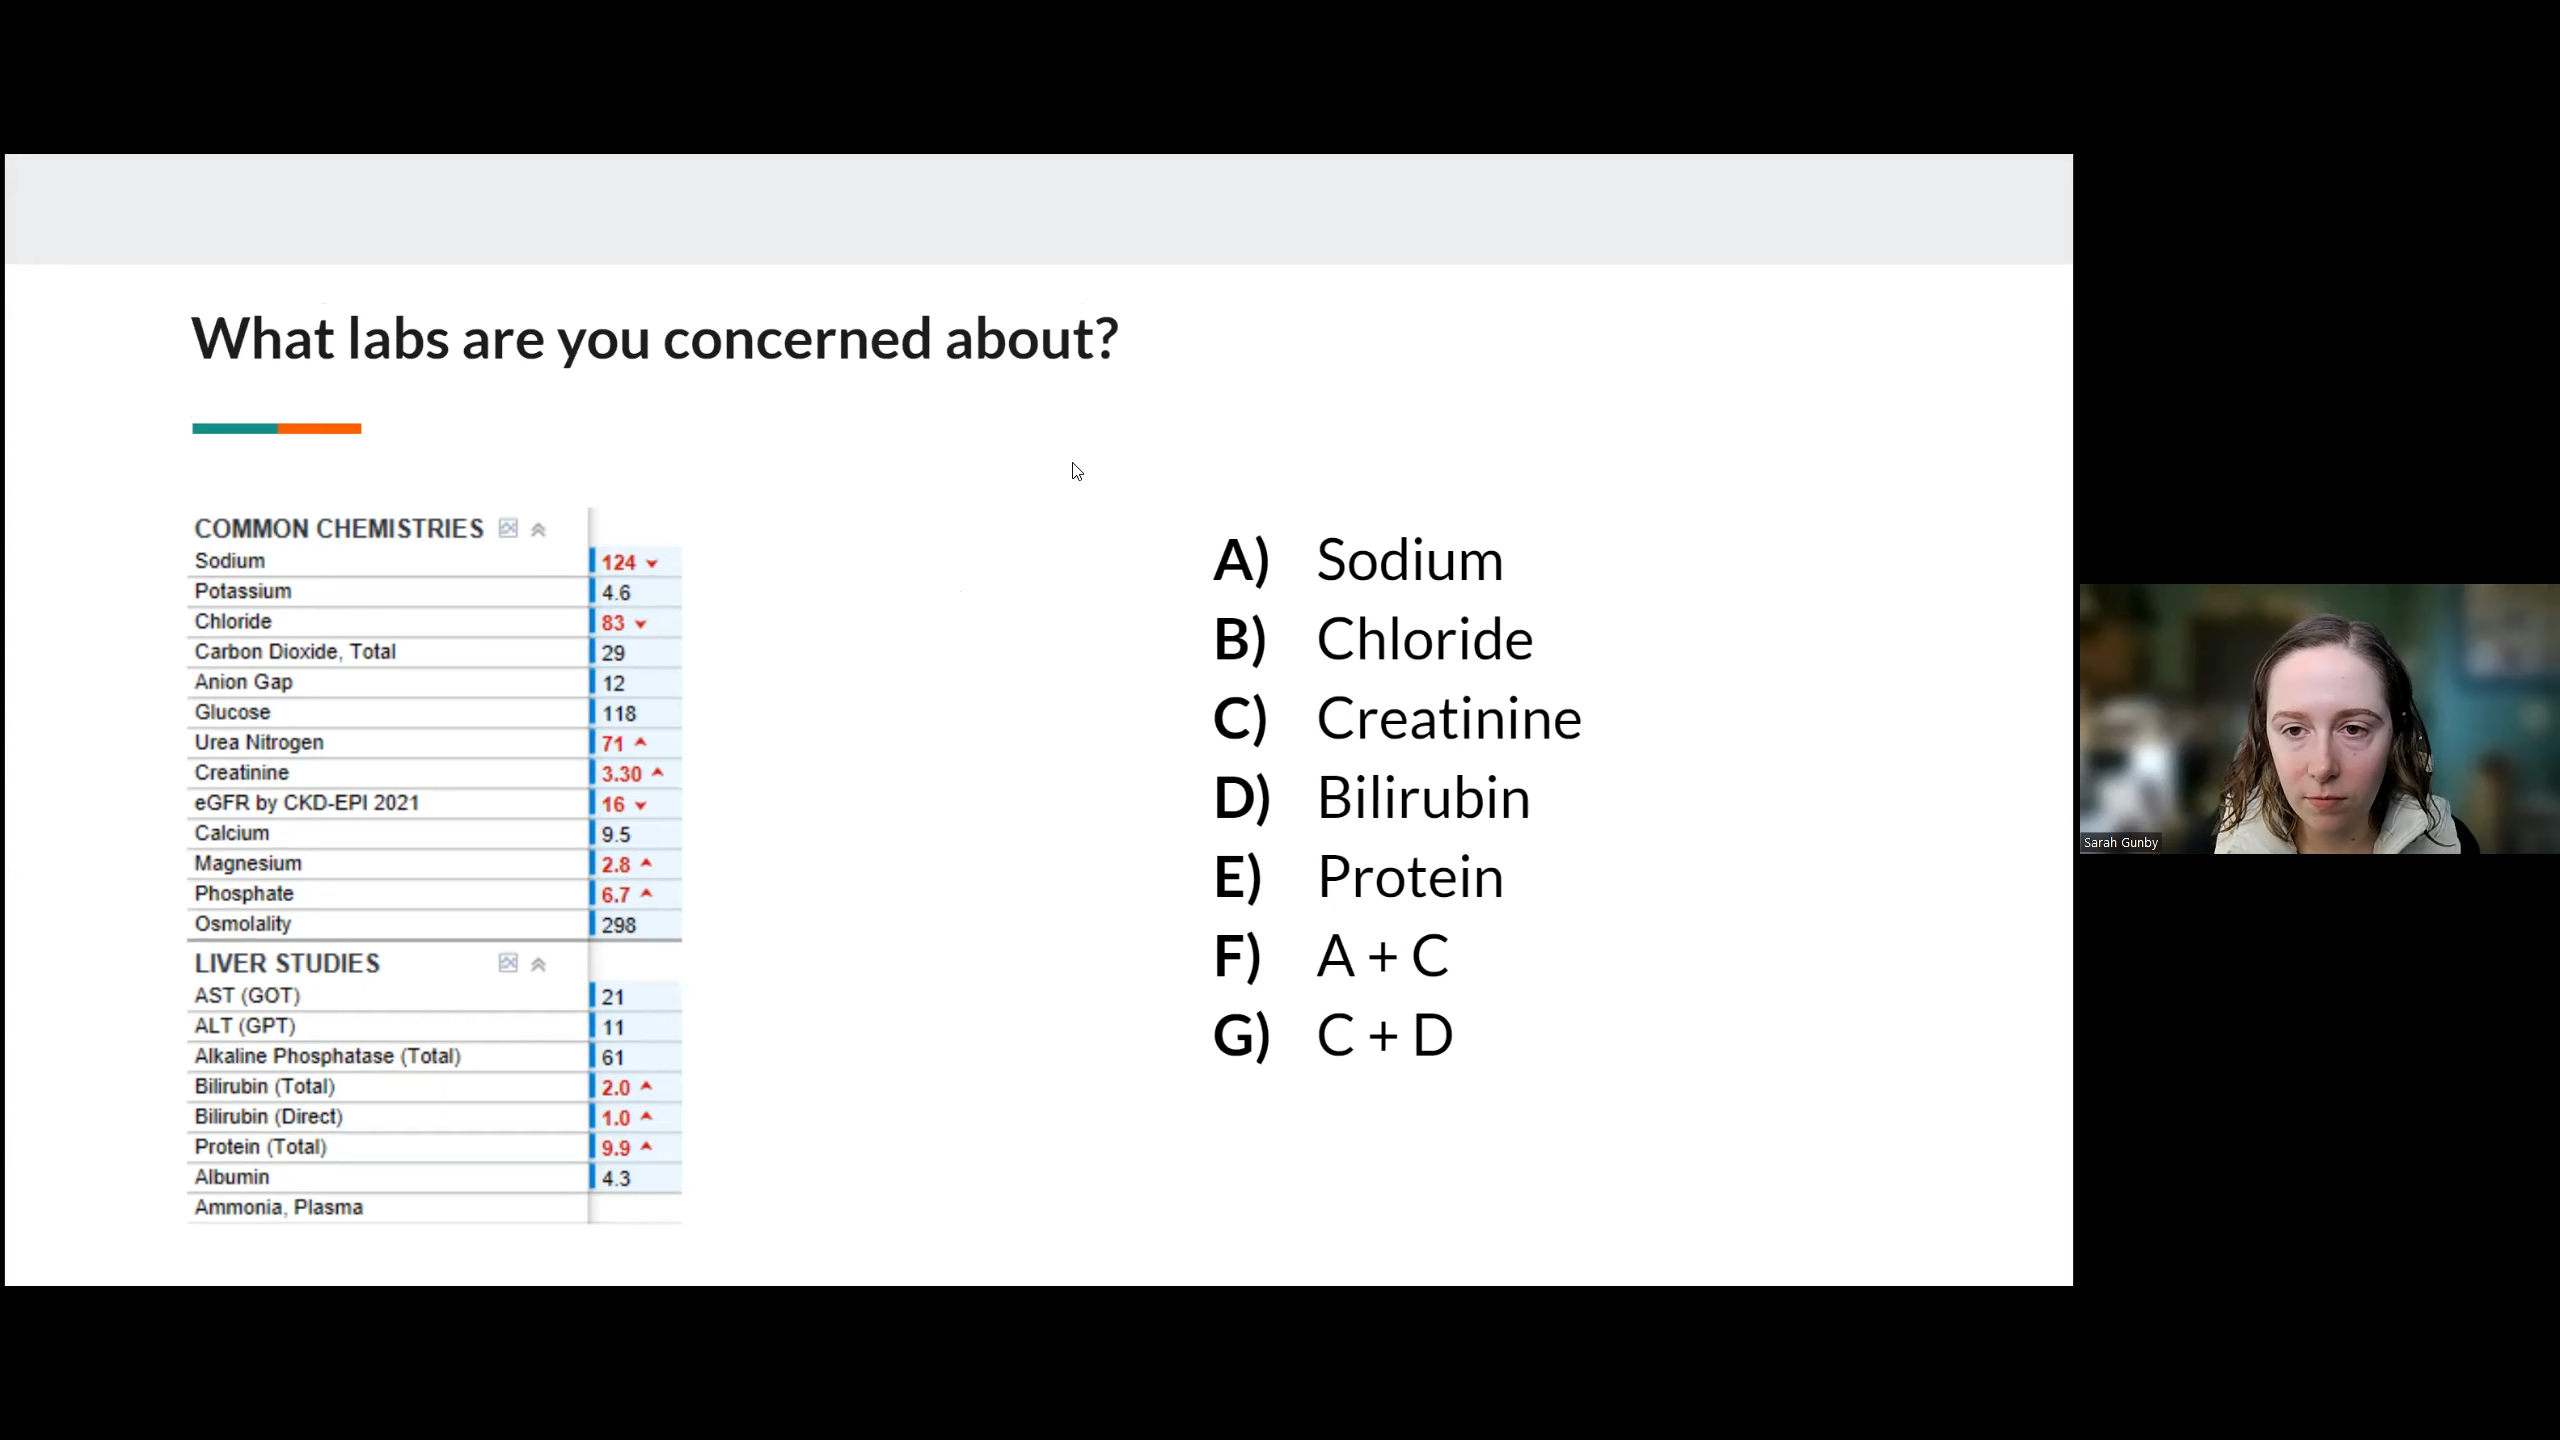 What labs are you concerned about?
COMMON CHEMISTRIES
Sodium 124
Potassium 4.6
Chloride 83
Carbon Dioxide, Total 29
Anion Gap 12
Glucose 118
Urea Nitrogen 71
Creatinine 3.30
eGFR by CKD-EPI 2021 16
Calcium 9.5
Magnesium 2.8
Phosphate 6.7
Osmolality 298
LIVER STUDIES
AST (GOT) 21
ALT (GPT) 11
Alkaline Phosphatase (Total) 61
Bilirubin (Total) 2.0
Bilirubin (Direct) 1.0
Protein (Total) 9.9
Albumin 4.3
Ammonia, Plasma
A) Sodium
B) Chloride
C) Creatinine
D) Bilirubin
E) Protein
F) A + C
G) C + D
Sarah Gunby